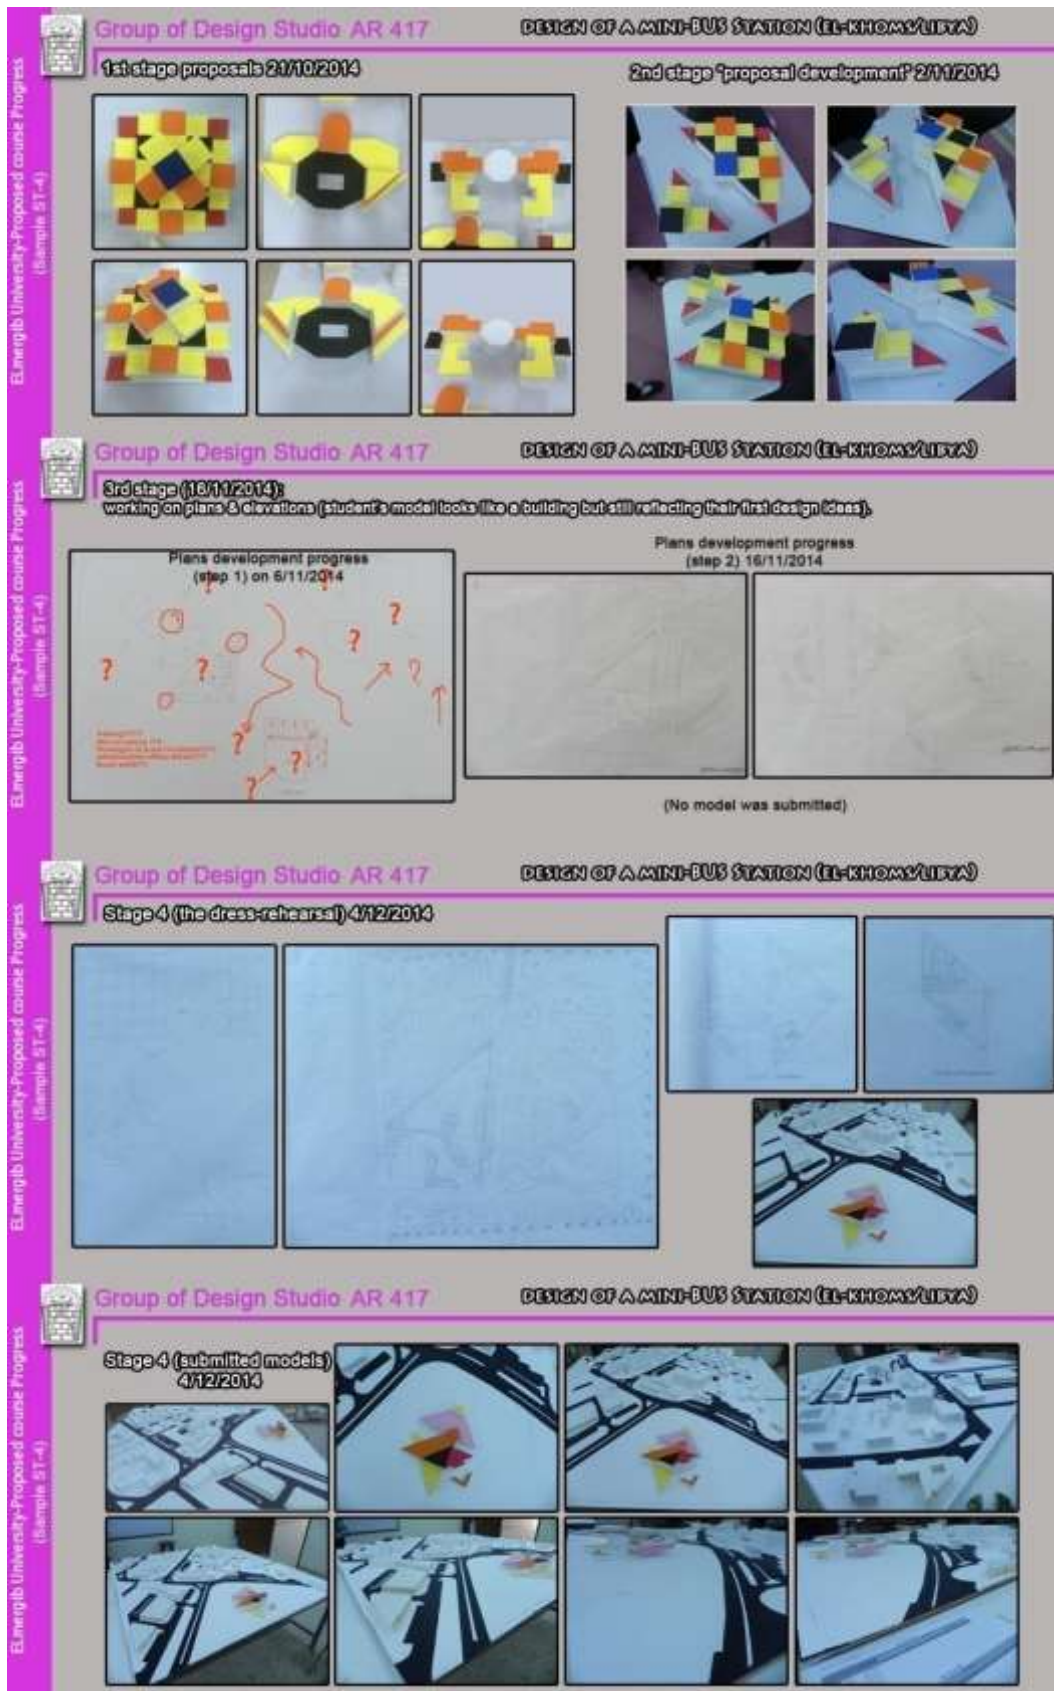 Group of Design Studio AR 417
DESIGN OF A MINI-BUS STATION (EL-KHOMS/LIBYA)
1st stage proposals 21/10/2014
2nd stage "proposal development" 2/11/2014
ELmergib University-Proposed course Progress
(Sample ST-4)
Group of Design Studio AR 417
DESIGN OF A MINI-BUS STATION (EL-KHOMS/LIBYA)
3rd stage (16/11/2014):
working on plans & elevations (student's model looks like a building but still reflecting their first design ideas).
Plans development progress
(step 1) on 6/11/2014
Plans development progress
(step 2) 16/11/2014
? ?
?
?
? ?
?
?
?
?
(No model was submitted)
ELmergib University-Proposed course Progress
(Sample ST-4)
Group of Design Studio AR 417
DESIGN OF A MINI-BUS STATION (EL-KHOMS/LIBYA)
Stage 4 (the dress-rehearsal) 4/12/2014
ELmergib University-Proposed course Progress
(Sample ST-4)
Group of Design Studio AR 417
DESIGN OF A MINI-BUS STATION (EL-KHOMS/LIBYA)
Stage 4 (submitted models)
4/12/2014
ELmergib University-Proposed course Progress
(Sample ST-4)